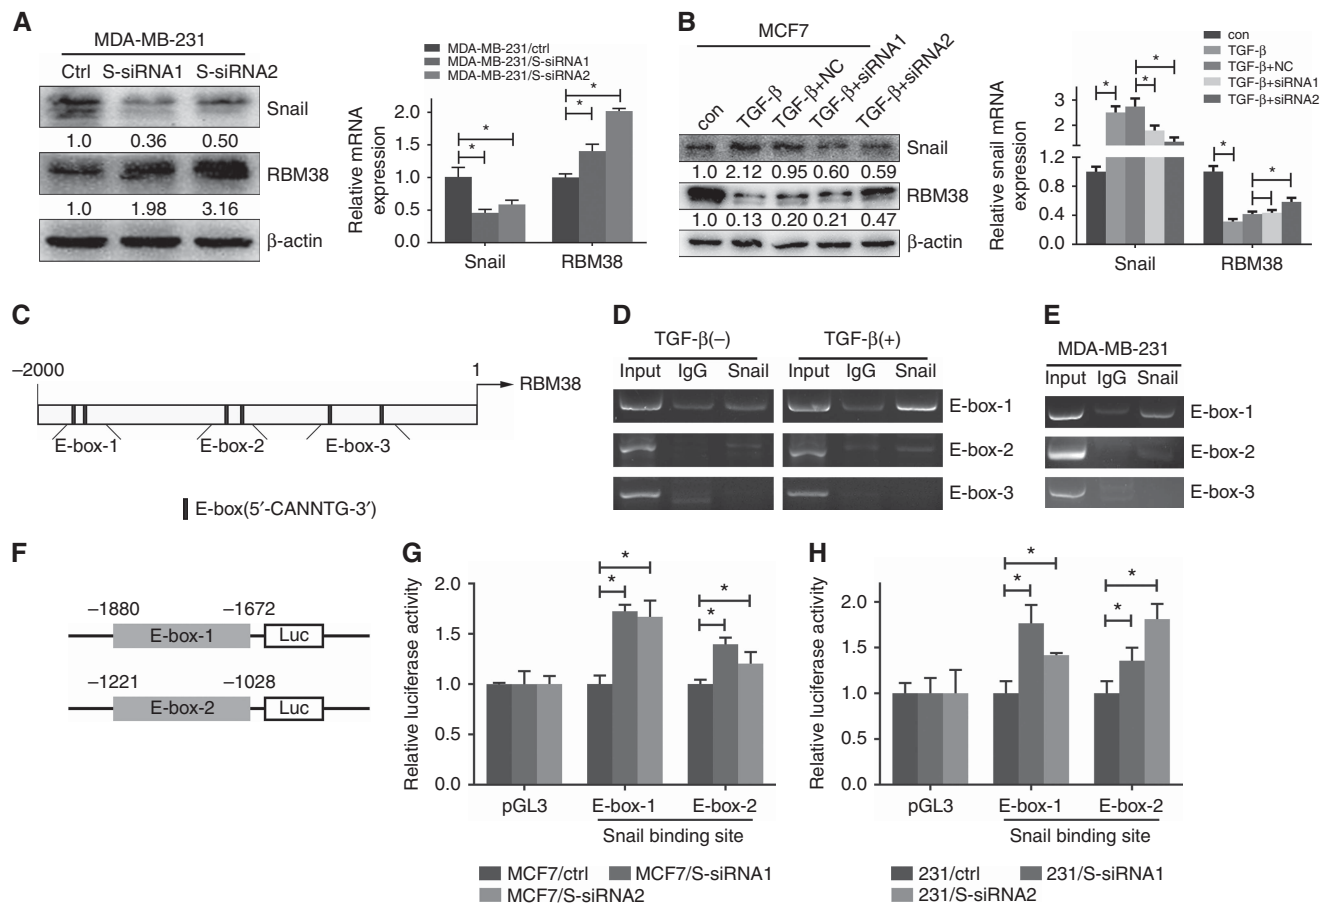 A
MDA-MB-231
Ctrl S-siRNA1 S-siRNA2
Snail
1.0 0.36 0.50
RBM38
1.0 1.98 3.16
β-actin
MDA-MB-231/ctrl
MDA-MB-231/S-siRNA1
MDA-MB-231/S-siRNA2
Relative mRNA
expression
2.0
1.5
1.0
0.5
0.0
* * * *
Snail RBM38
B
MCF7
con TGF-β TGF-β+NC TGF-β+siRNA1 TGF-β+siRNA2
Snail
1.0 2.12 0.95 0.60 0.59
RBM38
1.0 0.13 0.20 0.21 0.47
β-actin
con
TGF-β
TGF-β+NC
TGF-β+siRNA1
TGF-β+siRNA2
Relative snail mRNA
expression
3
2
1.2
0.8
0.4
0.0
* * * * * *
Snail RBM38
C
–2000 1
RBM38
E-box-1 E-box-2 E-box-3
E-box(5′-CANNTG-3′)
D
TGF-β(–) TGF-β(+)
Input IgG Snail Input IgG Snail
E-box-1
E-box-2
E-box-3
E
MDA-MB-231
Input IgG Snail
E-box-1
E-box-2
E-box-3
F
–1880 –1672
E-box-1 Luc
–1221 –1028
E-box-2 Luc
G
Relative luciferase activity
2.0
1.5
1.0
0.5
0.0
* * * *
pGL3 E-box-1 E-box-2
Snail binding site
MCF7/ctrl MCF7/S-siRNA1
MCF7/S-siRNA2
H
Relative luciferase activity
2.0
1.5
1.0
0.5
0.0
* * * *
pGL3 E-box-1 E-box-2
Snail binding site
231/ctrl 231/S-siRNA1
231/S-siRNA2